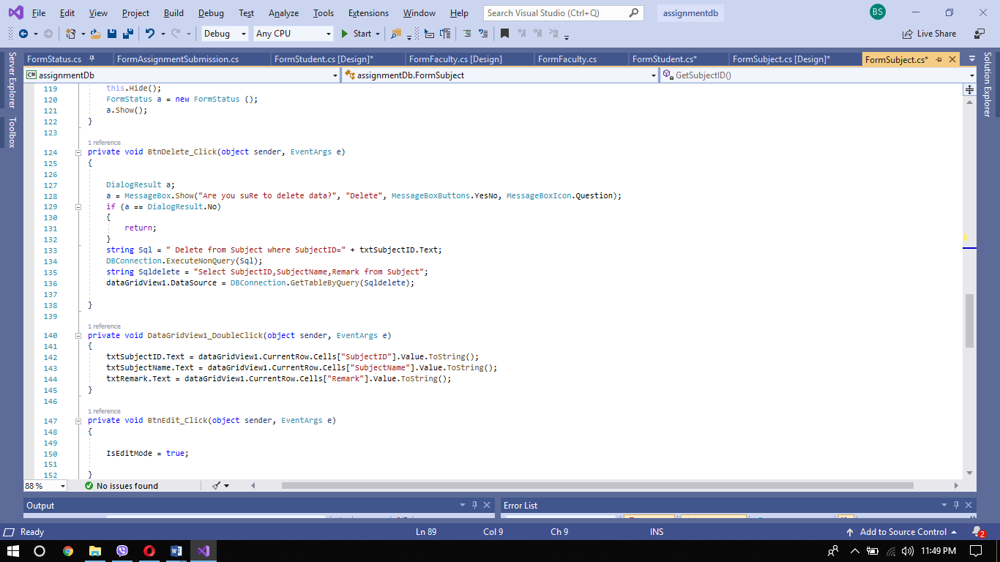 File Edit View Project Build Debug Test Analyze Tools Extensions Window Help Search Visual Studio (Ctrl+Q) assignmentdb BS
Debug Any CPU Start Live Share
FormStatus.cs FormAssignmentSubmission.cs FormStudent.cs [Design]* FormFaculty.cs [Design] FormFaculty.cs FormStudent.cs* FormSubject.cs [Design]* FormSubject.cs*
C# assignmentDb assignmentDb.FormSubject GetSubjectID()
Server Explorer
Toolbox
Solution Explorer
119 this.Hide();
120 FormStatus a = new FormStatus ();
121 a.Show();
122 }
123
1 reference
124 private void BtnDelete_Click(object sender, EventArgs e)
125 {
126
127 DialogResult a;
128 a = MessageBox.Show("Are you suRe to delete data?", "Delete", MessageBoxButtons.YesNo, MessageBoxIcon.Question);
129 if (a == DialogResult.No)
130 {
131 return;
132 }
133 string Sql = " Delete from Subject where SubjectID=" + txtSubjectID.Text;
134 DBConnection.ExecuteNonQuery(Sql);
135 string Sqldelete = "Select SubjectID,SubjectName,Remark from Subject";
136 dataGridView1.DataSource = DBConnection.GetTableByQuery(Sqldelete);
137
138 }
139
1 reference
140 private void DataGridView1_DoubleClick(object sender, EventArgs e)
141 {
142 txtSubjectID.Text = dataGridView1.CurrentRow.Cells["SubjectID"].Value.ToString();
143 txtSubjectName.Text = dataGridView1.CurrentRow.Cells["SubjectName"].Value.ToString();
144 txtRemark.Text = dataGridView1.CurrentRow.Cells["Remark"].Value.ToString();
145 }
146
1 reference
147 private void BtnEdit_Click(object sender, EventArgs e)
148 {
149
150 IsEditMode = true;
151
152 }
88 % No issues found
Output Error List
Ready Ln 89 Col 9 Ch 9 INS Add to Source Control 2
11:49 PM